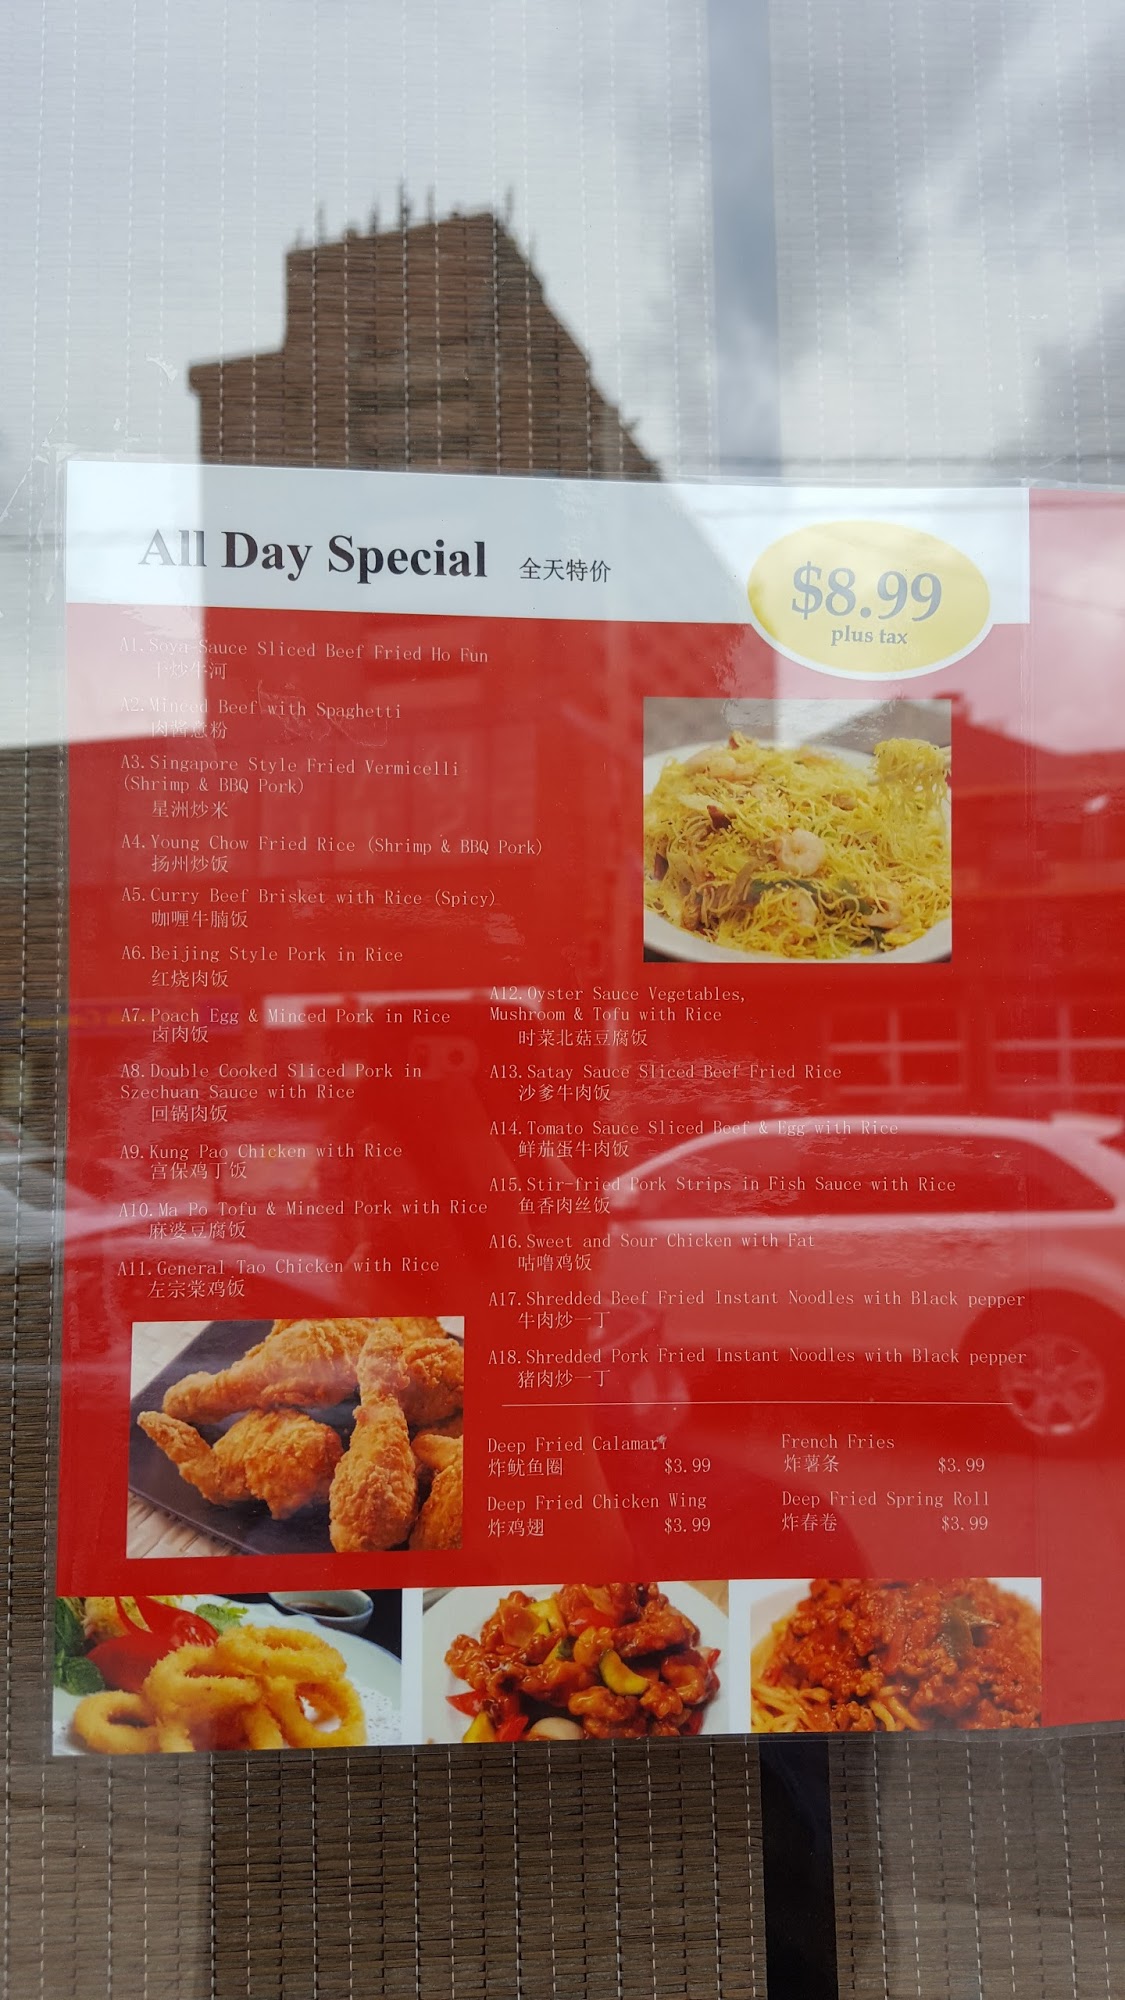 All Day Special 全天特价
$8.99
plus tax
A1. Soya-Sauce Sliced Beef Fried Ho Fun
干炒牛河
A2. Minced Beef with Spaghetti
肉酱意粉
A3. Singapore Style Fried Vermicelli
(Shrimp & BBQ Pork)
星洲炒米
A4. Young Chow Fried Rice (Shrimp & BBQ Pork)
扬州炒饭
A5. Curry Beef Brisket with Rice (Spicy)
咖喱牛腩饭
A6. Beijing Style Pork in Rice
红烧肉饭
A7. Poach Egg & Minced Pork in Rice
卤肉饭
A8. Double Cooked Sliced Pork in
Szechuan Sauce with Rice
回锅肉饭
A9. Kung Pao Chicken with Rice
宫保鸡丁饭
A10. Ma Po Tofu & Minced Pork with Rice
麻婆豆腐饭
A11. General Tao Chicken with Rice
左宗棠鸡饭
A12. Oyster Sauce Vegetables,
Mushroom & Tofu with Rice
时菜北菇豆腐饭
A13. Satay Sauce Sliced Beef Fried Rice
沙爹牛肉饭
A14. Tomato Sauce Sliced Beef & Egg with Rice
鲜茄蛋牛肉饭
A15. Stir-fried Pork Strips in Fish Sauce with Rice
鱼香肉丝饭
A16. Sweet and Sour Chicken with Fat
咕噜鸡饭
A17. Shredded Beef Fried Instant Noodles with Black pepper
牛肉炒一丁
A18. Shredded Pork Fried Instant Noodles with Black pepper
猪肉炒一丁
Deep Fried Calamari
炸鱿鱼圈 $3.99
French Fries
炸薯条 $3.99
Deep Fried Chicken Wing
炸鸡翅 $3.99
Deep Fried Spring Roll
炸春卷 $3.99